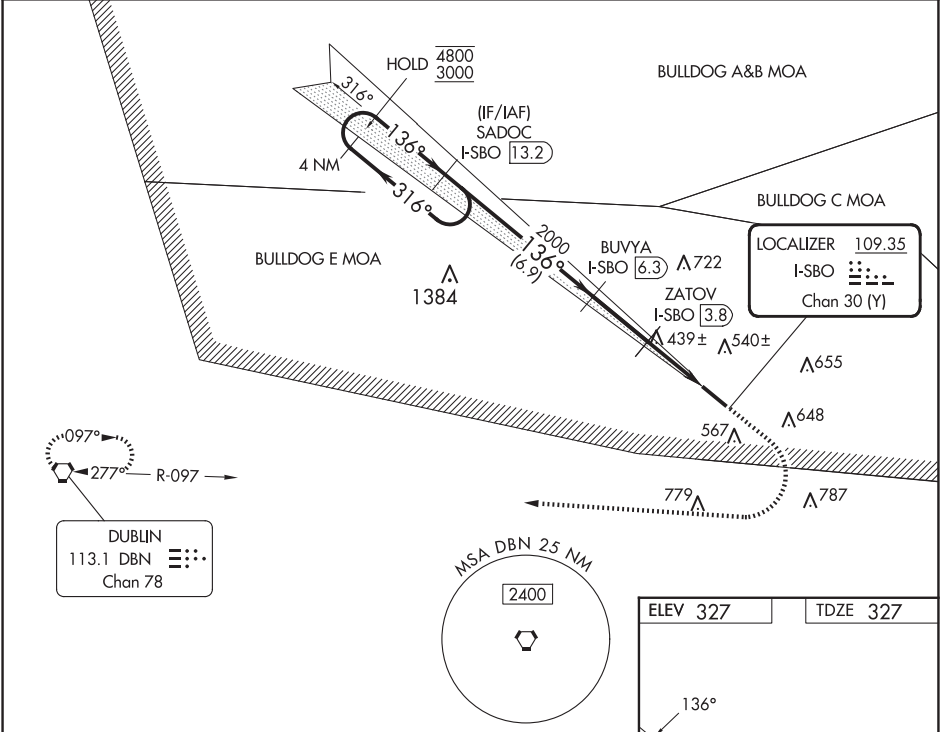 HOLD 4800
3000
BULLDOG A&B MOA
316°
(IF/IAF)
SADOC
I-SBO 13.2
136°
4 NM
316°
BULLDOG C MOA
2000
136°
(6.9)
BUVYA
I-SBO 6.3
722
LOCALIZER 109.35
I-SBO
Chan 30 (Y)
BULLDOG E MOA
1384
ZATOV
I-SBO 3.8
439±
540±
655
648
567
097°
277°
R-097
779
787
DUBLIN
113.1 DBN
Chan 78
MSA DBN 25 NM
2400
ELEV 327
TDZE 327
136°